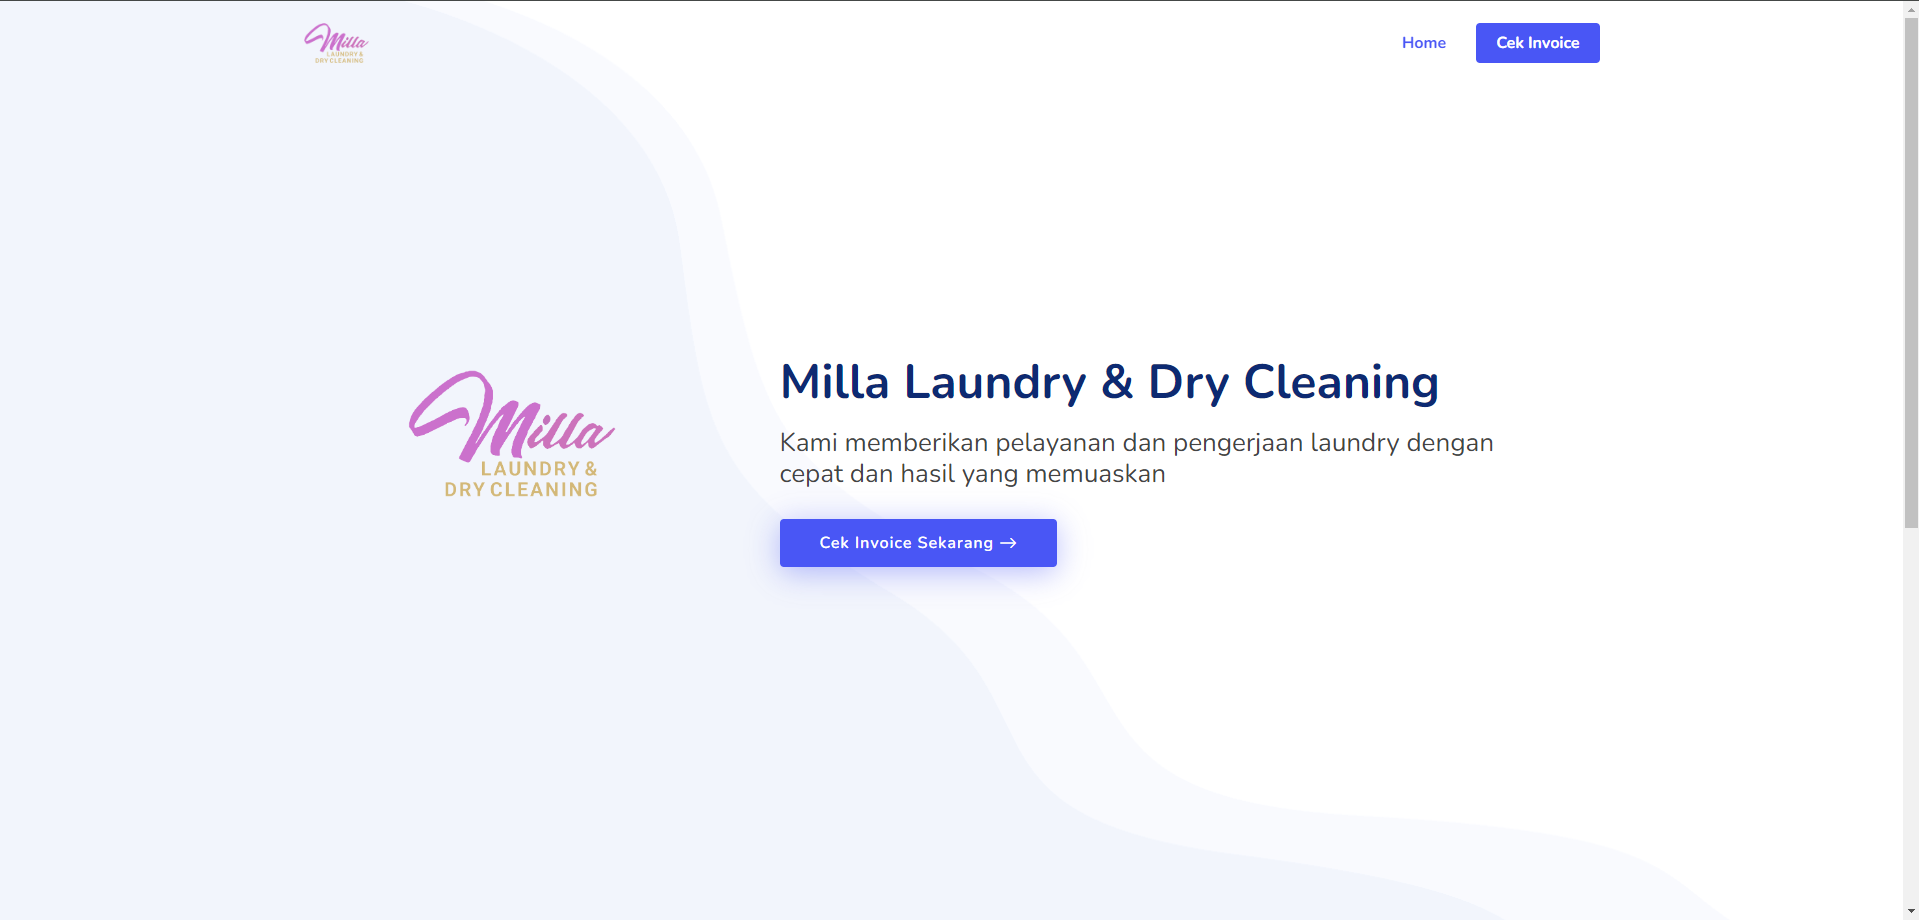 Milla
LAUNDRY &
DRY CLEANING
Home
Cek Invoice
Milla
LAUNDRY &
DRY CLEANING
Milla Laundry & Dry Cleaning
Kami memberikan pelayanan dan pengerjaan laundry dengan
cepat dan hasil yang memuaskan
Cek Invoice Sekarang →